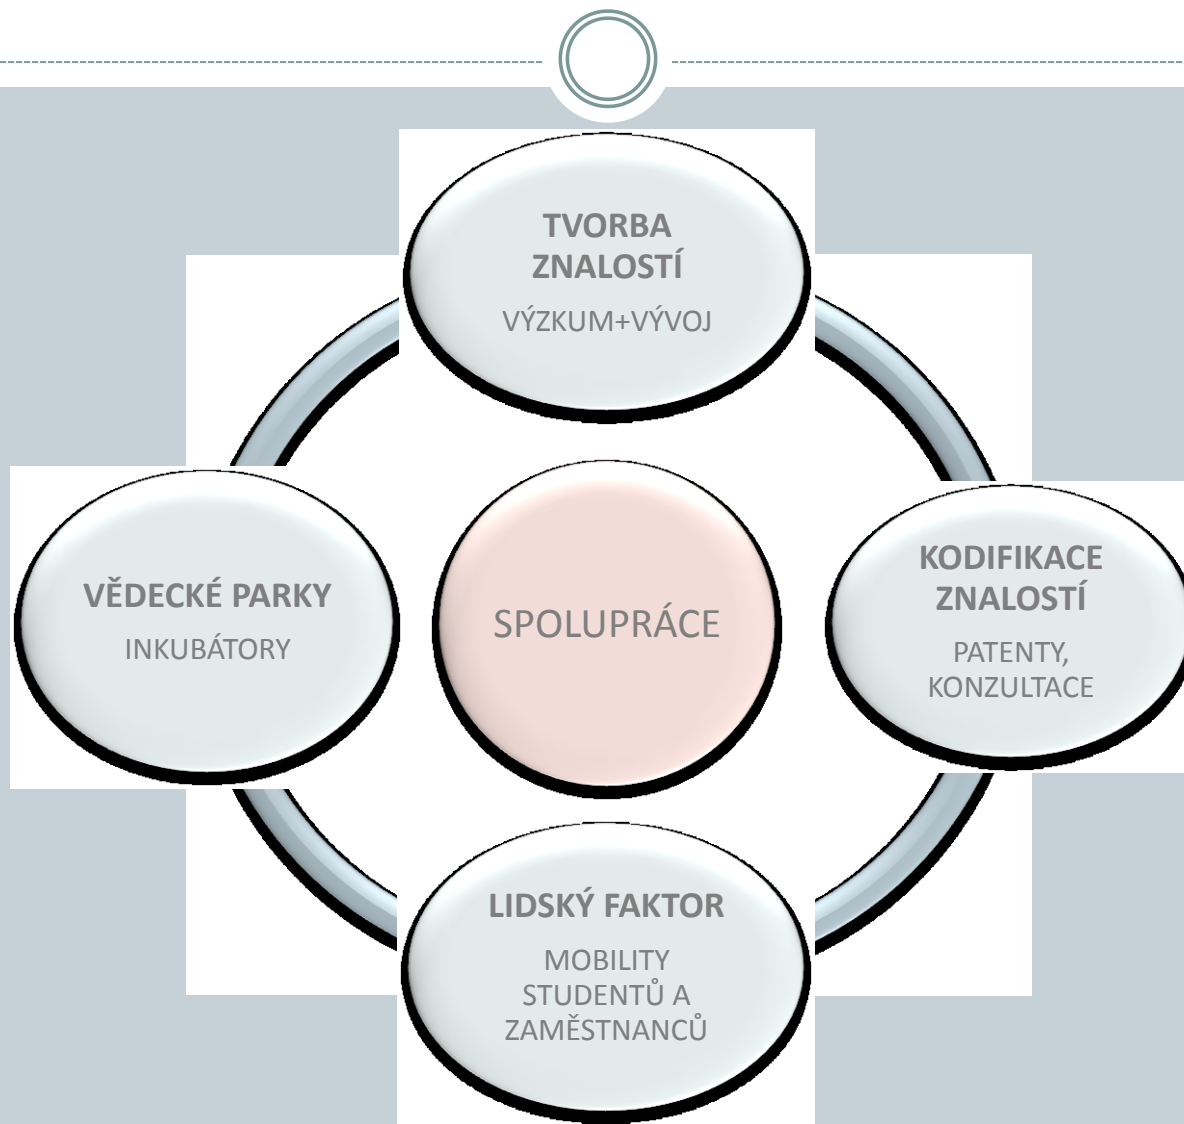 TVORBA
ZNALOSTÍ
VÝZKUM+VÝVOJ
VĚDECKÉ PARKY
INKUBÁTORY
SPOLUPRÁCE
KODIFIKACE
ZNALOSTÍ
PATENTY,
KONZULTACE
LIDSKÝ FAKTOR
MOBILITY
STUDENTŮ A
ZAMĚSTNANCŮ